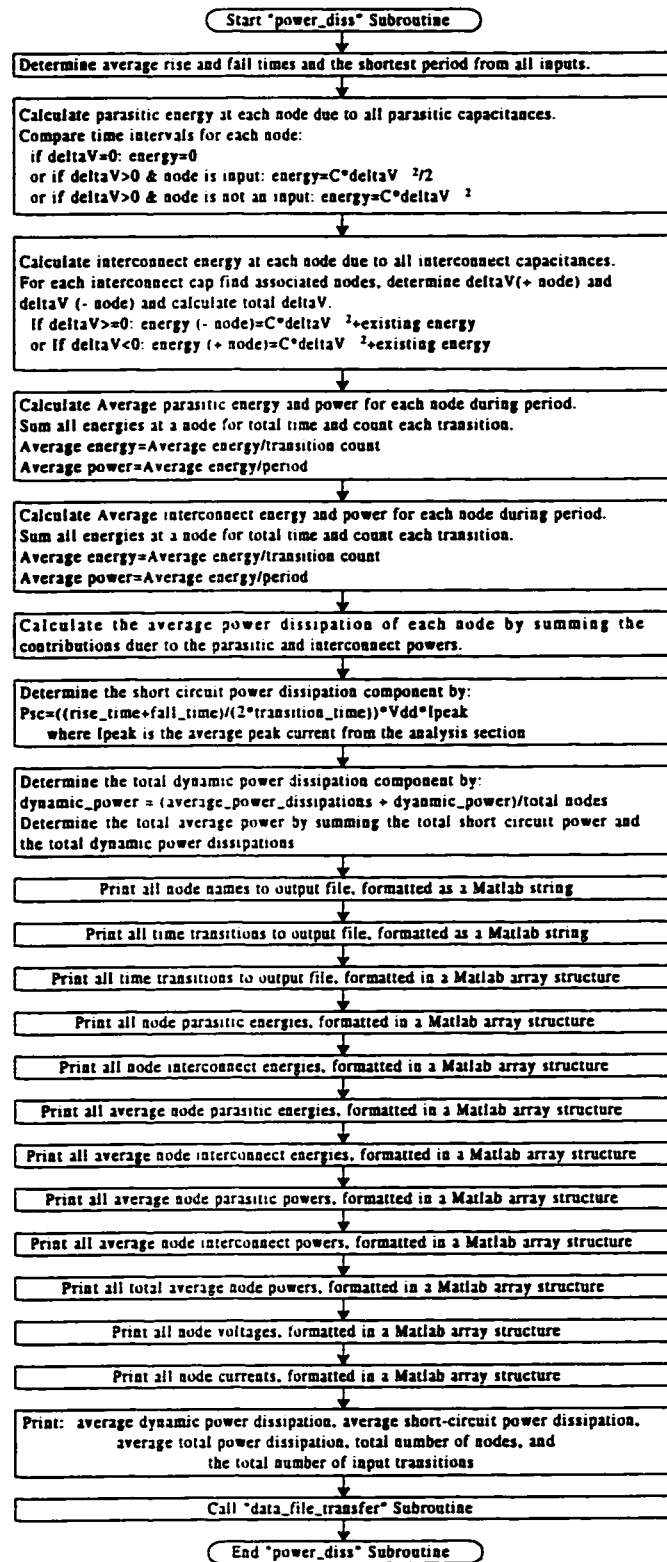 Start "power_diss" Subroutine
Determine average rise and fall times and the shortest period from all inputs.
Calculate parasitic energy at each node due to all parasitic capacitances.
Compare time intervals for each node:
if deltaV=0: energy=0
or if deltaV>0 & node is input: energy=C*deltaV ²/2
or if deltaV>0 & node is not an input: energy=C*deltaV ²
Calculate interconnect energy at each node due to all interconnect capacitances.
For each interconnect cap find associated nodes, determine deltaV(+ node) and
deltaV (- node) and calculate total deltaV.
If deltaV>=0: energy (- node)=C*deltaV ²+existing energy
or If deltaV<0: energy (+ node)=C*deltaV ²+existing energy
Calculate Average parasitic energy and power for each node during period.
Sum all energies at a node for total time and count each transition.
Average energy=Average energy/transition count
Average power=Average energy/period
Calculate Average interconnect energy and power for each node during period.
Sum all energies at a node for total time and count each transition.
Average energy=Average energy/transition count
Average power=Average energy/period
Calculate the average power dissipation of each node by summing the
contributions duer to the parasitic and interconnect powers.
Determine the short circuit power dissipation component by:
Psc=((rise_time+fall_time)/(2*transition_time))*Vdd*Ipeak
where Ipeak is the average peak current from the analysis section
Determine the total dynamic power dissipation component by:
dynamic_power = (average_power_dissipations + dyanmic_power)/total nodes
Determine the total average power by summing the total short circuit power and
the total dynamic power dissipations
Print all node names to output file, formatted as a Matlab string
Print all time transitions to output file, formatted as a Matlab string
Print all time transitions to output file, formatted in a Matlab array structure
Print all node parasitic energies, formatted in a Matlab array structure
Print all node interconnect energies, formatted in a Matlab array structure
Print all average node parasitic energies, formatted in a Matlab array structure
Print all average node interconnect energies, formatted in a Matlab array structure
Print all average node parasitic powers, formatted in a Matlab array structure
Print all average node interconnect powers, formatted in a Matlab array structure
Print all total average node powers, formatted in a Matlab array structure
Print all node voltages, formatted in a Matlab array structure
Print all node currents, formatted in a Matlab array structure
Print: average dynamic power dissipation, average short-circuit power dissipation,
average total power dissipation, total number of nodes, and
the total number of input transitions
Call "data_file_transfer" Subroutine
End "power_diss" Subroutine